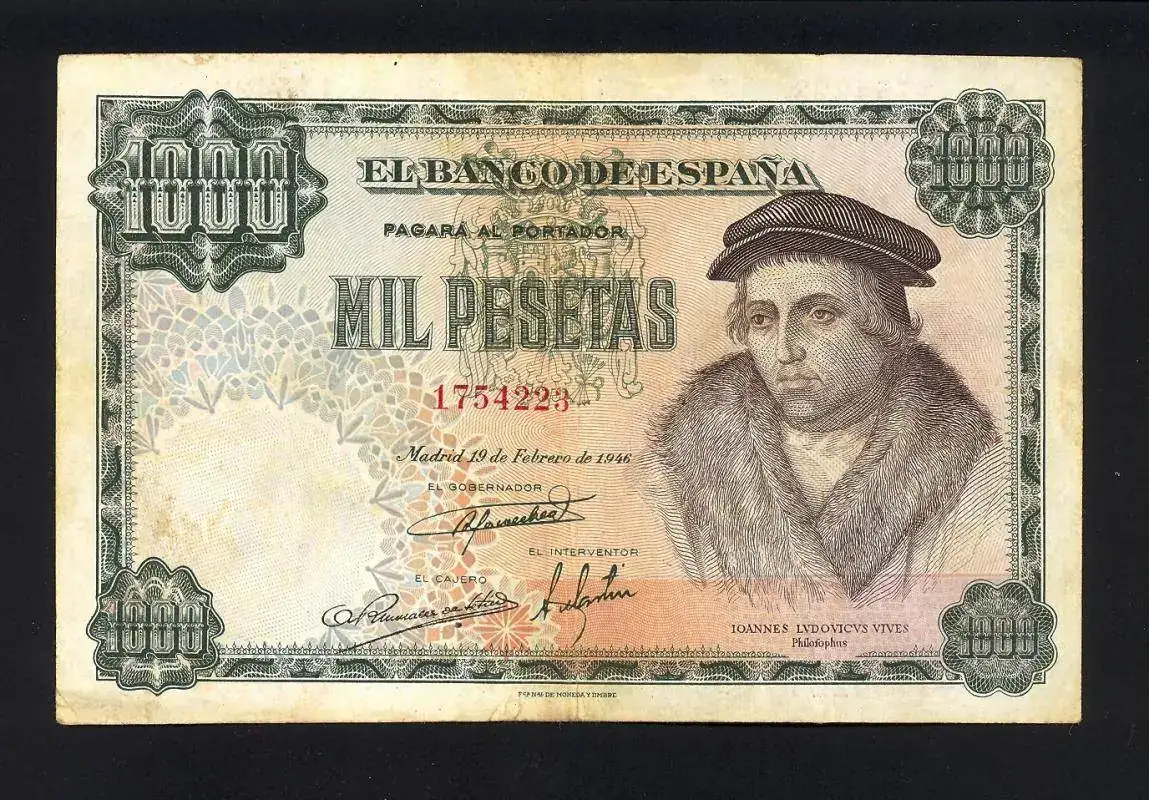 1000
1000
EL BANCO DE ESPAÑA
PAGARÁ AL PORTADOR
MIL PESETAS
1754223
Madrid 19 de Febrero de 1946
EL GOBERNADOR
EL INTERVENTOR
EL CAJERO
1000
IOANNES LVDOVICVS VIVES
Philosophus
1000